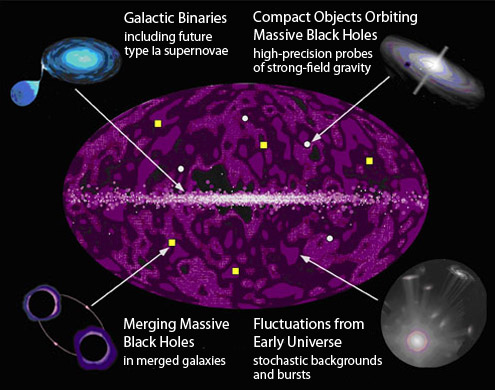 Galactic Binaries
including future
type Ia supernovae
Compact Objects Orbiting
Massive Black Holes
high-precision probes
of strong-field gravity
Merging Massive
Black Holes
in merged galaxies
Fluctuations from
Early Universe
stochastic backgrounds
and bursts